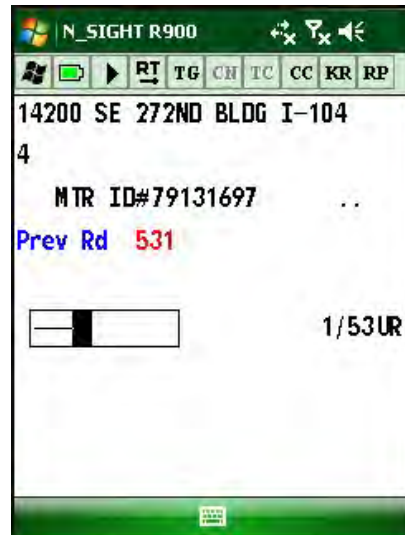 N_SIGHT R900
RT TG CN TC CC KR RP
14200 SE 272ND BLDG I-104
4
MTR ID#79131697 ..
Prev Rd 531
1/53UR